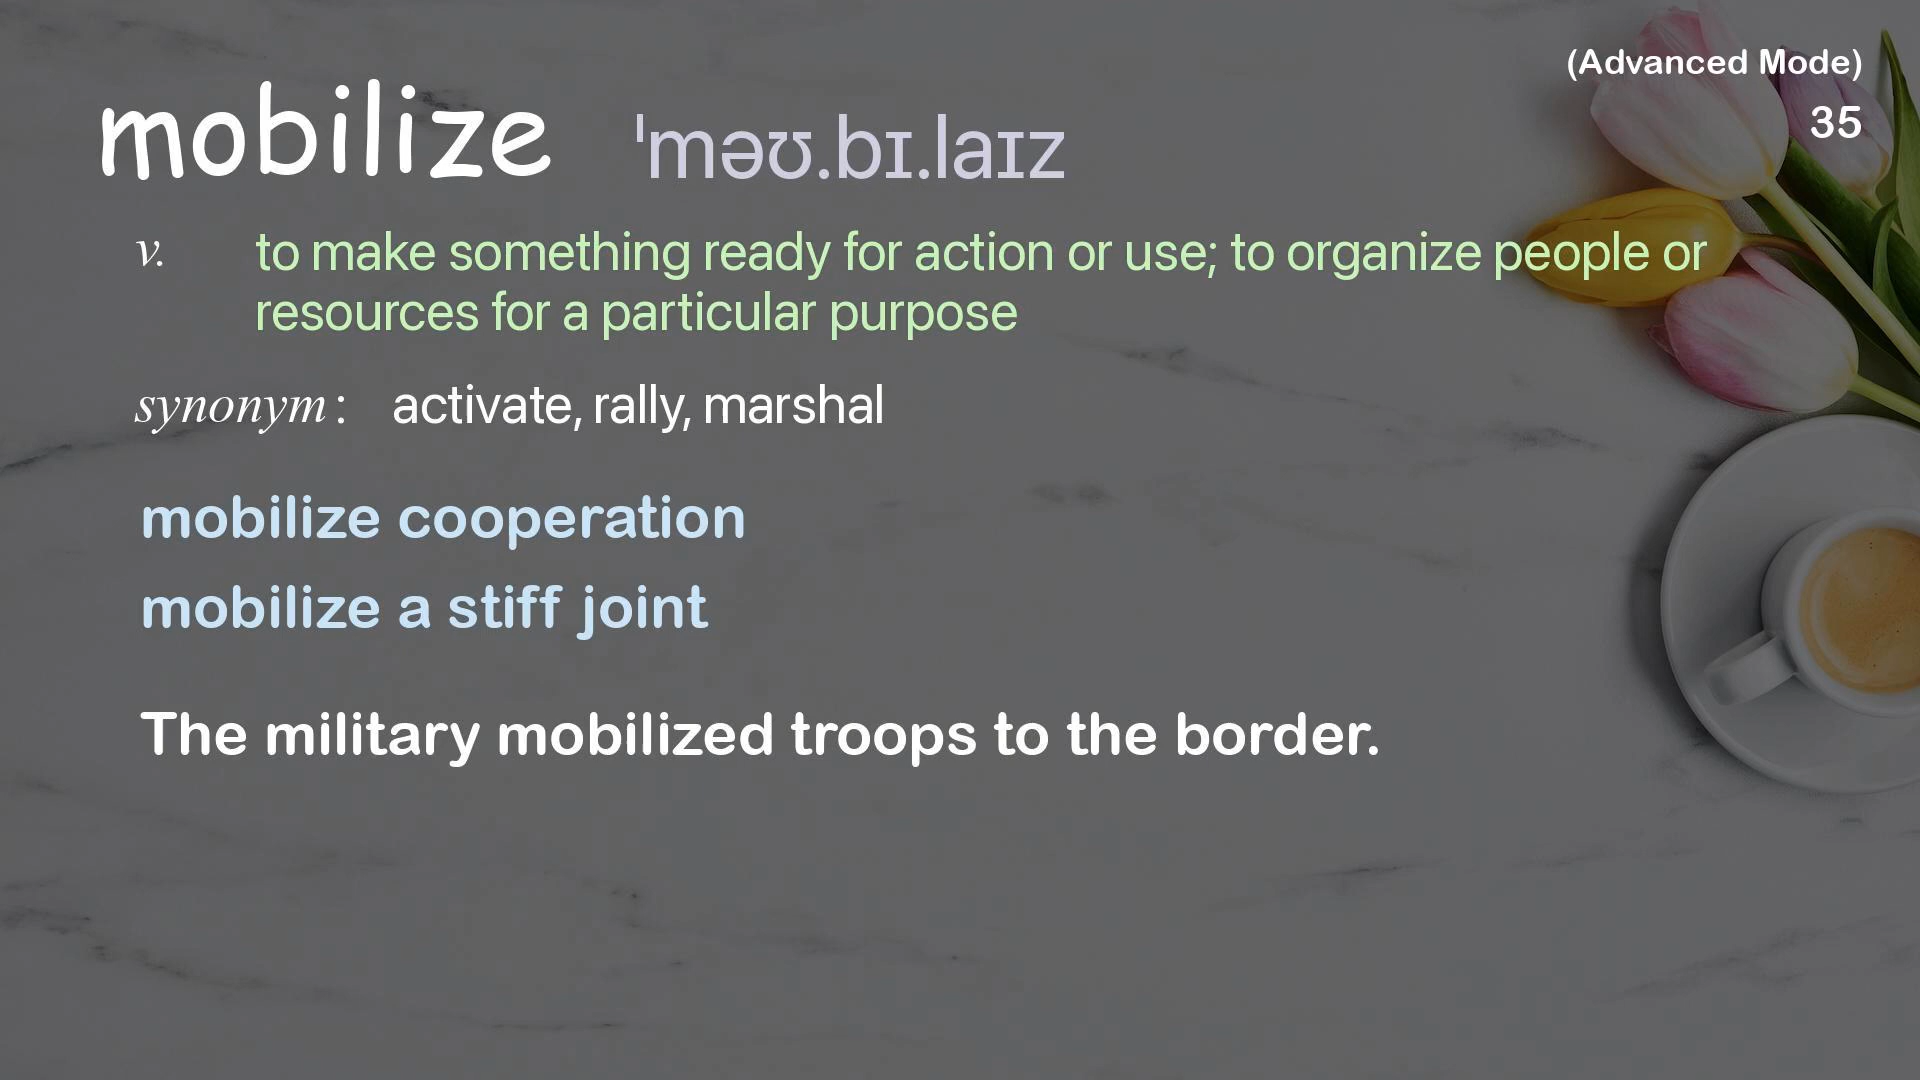 (Advanced Mode)
35
mobilize ˈməʊ.bɪ.laɪz
v. to make something ready for action or use; to organize people or
resources for a particular purpose
synonym : activate, rally, marshal
mobilize cooperation
mobilize a stiff joint
The military mobilized troops to the border.